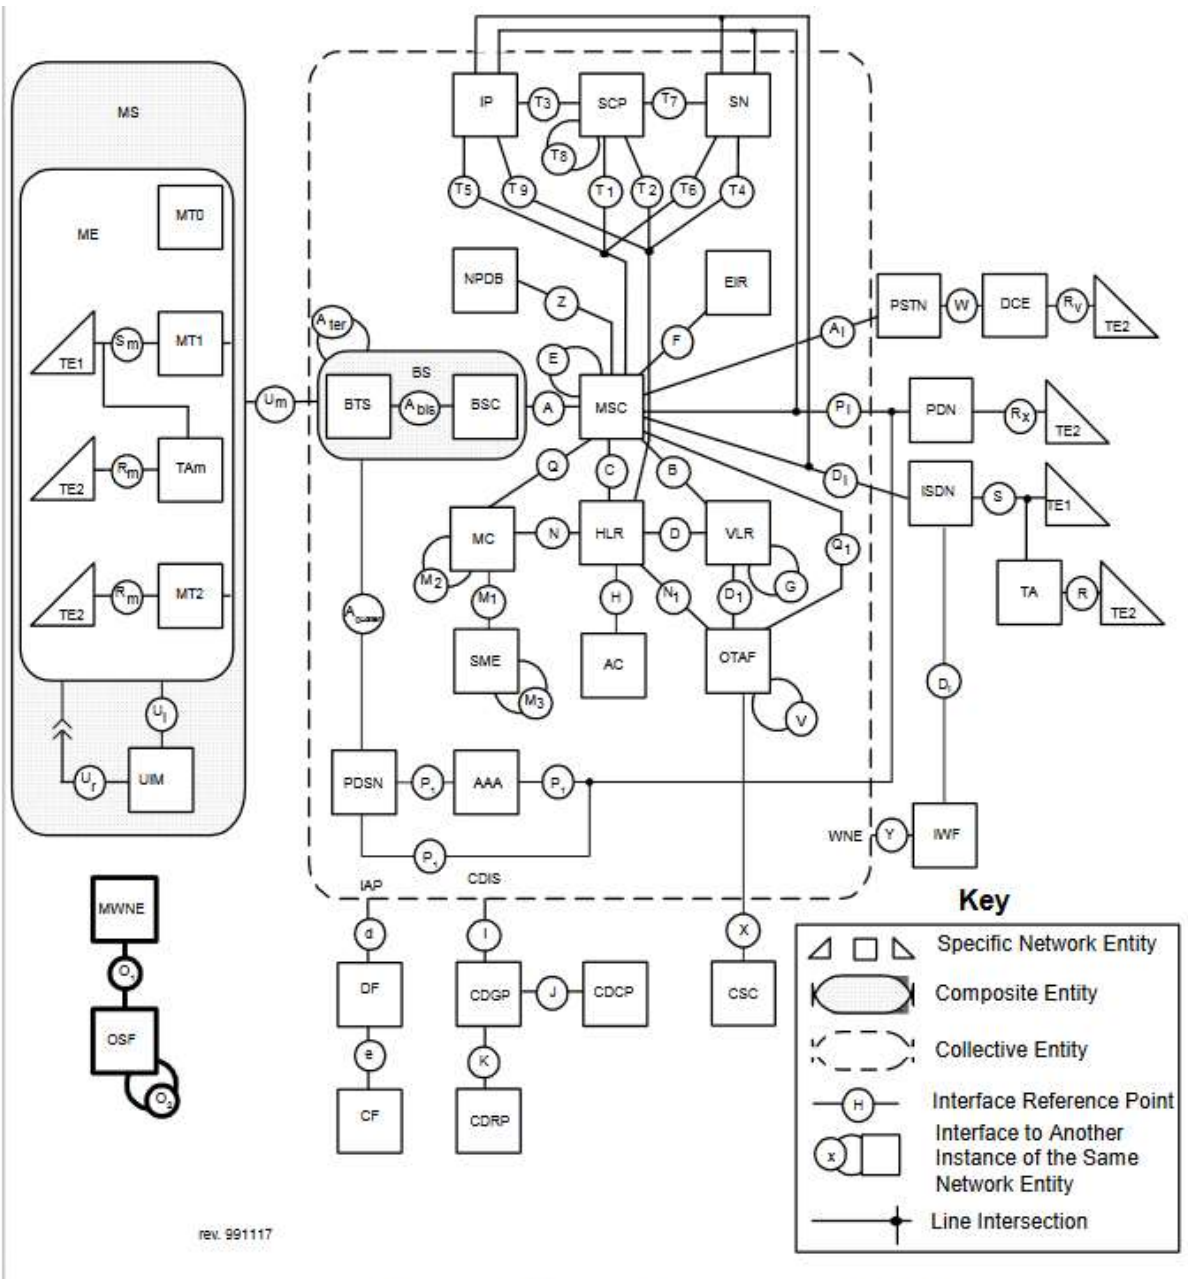 IP
T3
SCP
T7
SN
T8
T5
T9
T1
T2
T6
T4
MS
MT0
ME
NPDB
Z
EIR
F
E
TE1
Sm
MT1
Um
Ater
BS
BTS
Abis
BSC
A
MSC
AI
PSTN
W
DCE
Rv
TE2
PI
PDN
Rx
TE2
DI
ISDN
S
TE1
TA
R
TE2
TE2
Rm
TAm
TE2
Rm
MT2
Q
C
B
MC
N
HLR
D
VLR
Q1
M2
M1
H
N1
D1
G
SME
M3
AC
OTAF
V
Aquater
UI
Ur
UIM
DI
PDSN
P1
AAA
P1
P1
WNE
Y
IWF
IAP
CDIS
MWNE
O1
OSF
O2
d
DF
e
CF
I
CDGP
J
CDCP
K
CDRP
X
CSC
Key
Specific Network Entity
Composite Entity
Collective Entity
H
Interface Reference Point
x
Interface to Another
Instance of the Same
Network Entity
Line Intersection
rev. 991117